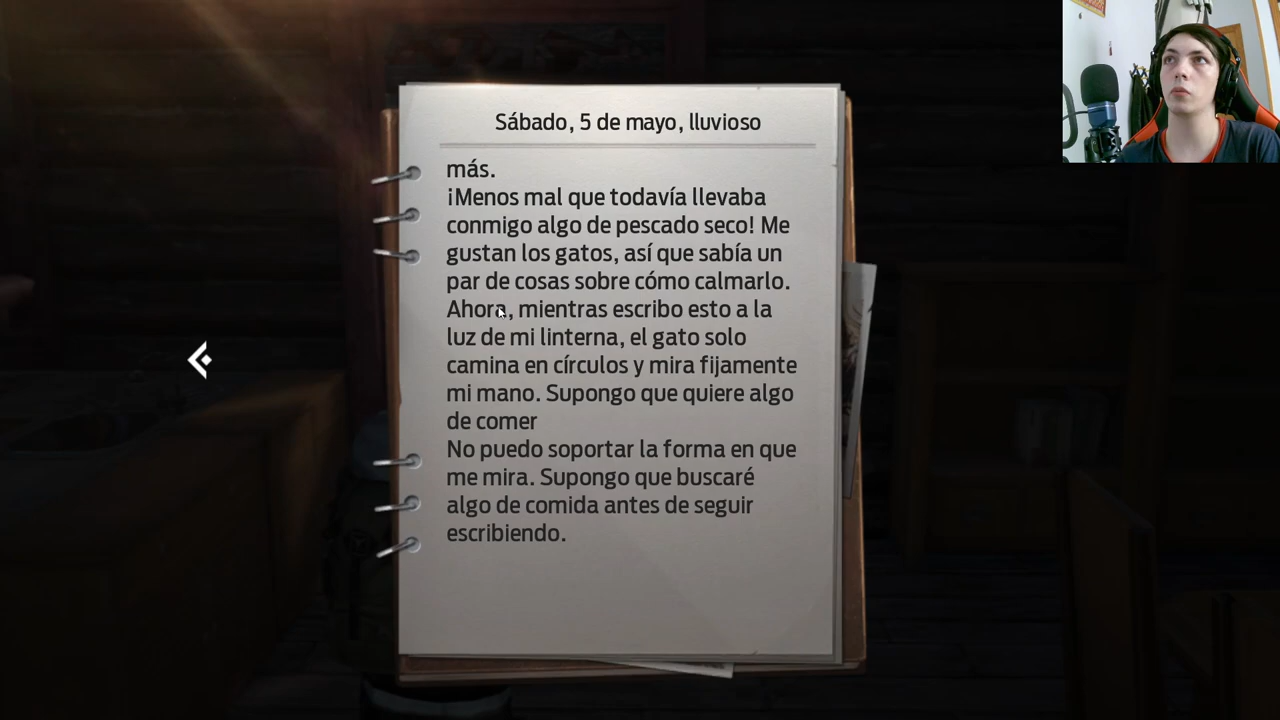 Sábado, 5 de mayo, lluvioso
más.
¡Menos mal que todavía llevaba
conmigo algo de pescado seco! Me
gustan los gatos, así que sabía un
par de cosas sobre cómo calmarlo.
Ahora, mientras escribo esto a la
luz de mi linterna, el gato solo
camina en círculos y mira fijamente
mi mano. Supongo que quiere algo
de comer
No puedo soportar la forma en que
me mira. Supongo que buscaré
algo de comida antes de seguir
escribiendo.